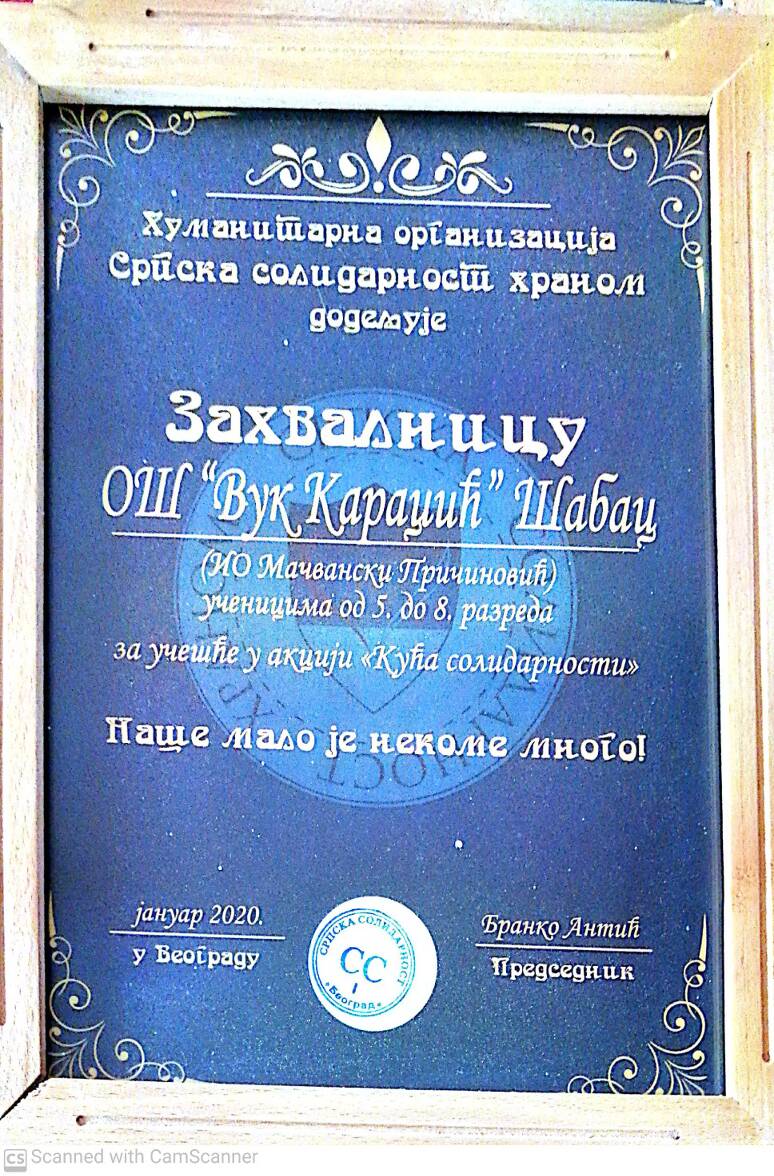 Хуманитарна организација
Српска солидарност храном
додељује
Захвалницу
ОШ “Вук Караџић” Шабац
(ИО Мачвански Причиновић)
ученицима од 5. до 8. разреда
за учешће у акцији «Кућа солидарности»
Наше мало је некоме много!
јануар 2020.
у Београду
СРПСКА СОЛИДАРНОСТ
СС
Београд
Бранко Антић
Председник
CS Scanned with CamScanner